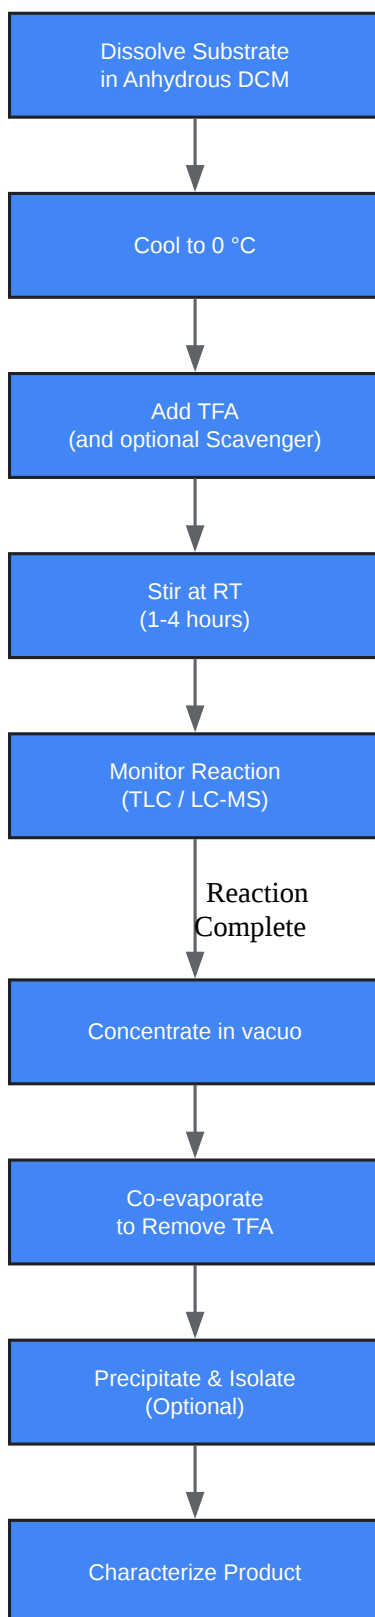 Dissolve Substrate
in Anhydrous DCM
Cool to 0 °C
Add TFA
(and optional Scavenger)
Stir at RT
(1-4 hours)
Monitor Reaction
(TLC / LC-MS)
Reaction
Complete
Concentrate in vacuo
Co-evaporate
to Remove TFA
Precipitate & Isolate
(Optional)
Characterize Product